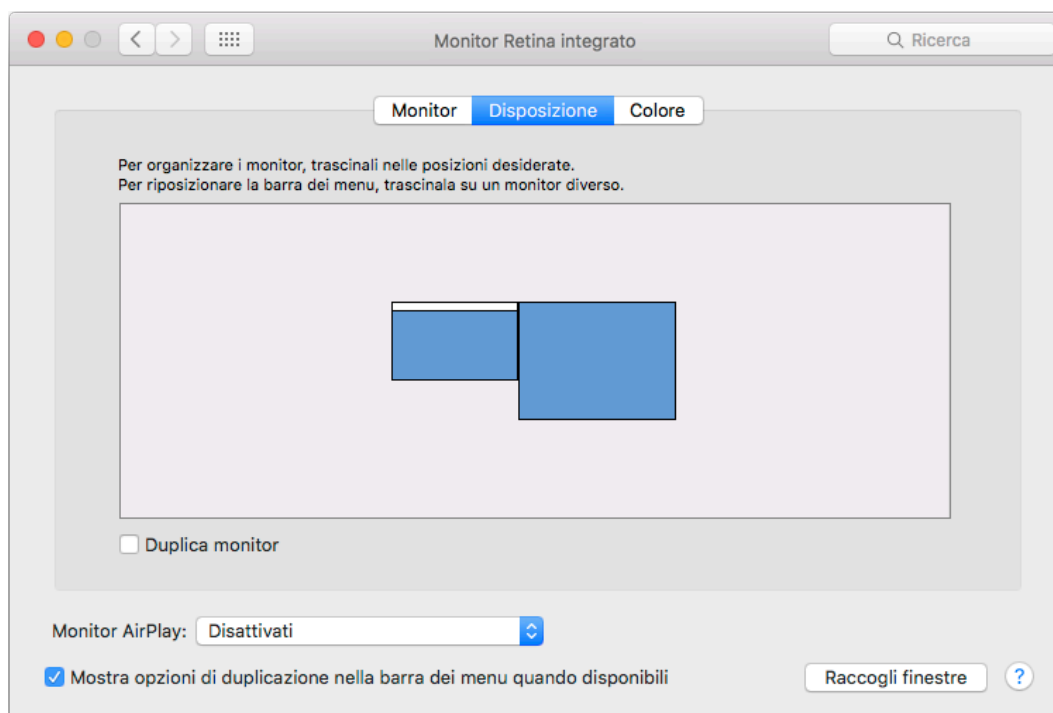 Monitor Retina integrato
Ricerca
Monitor Disposizione Colore
Per organizzare i monitor, trascinali nelle posizioni desiderate.
Per riposizionare la barra dei menu, trascinala su un monitor diverso.
Duplica monitor
Monitor AirPlay: Disattivati
Mostra opzioni di duplicazione nella barra dei menu quando disponibili
Raccogli finestre ?